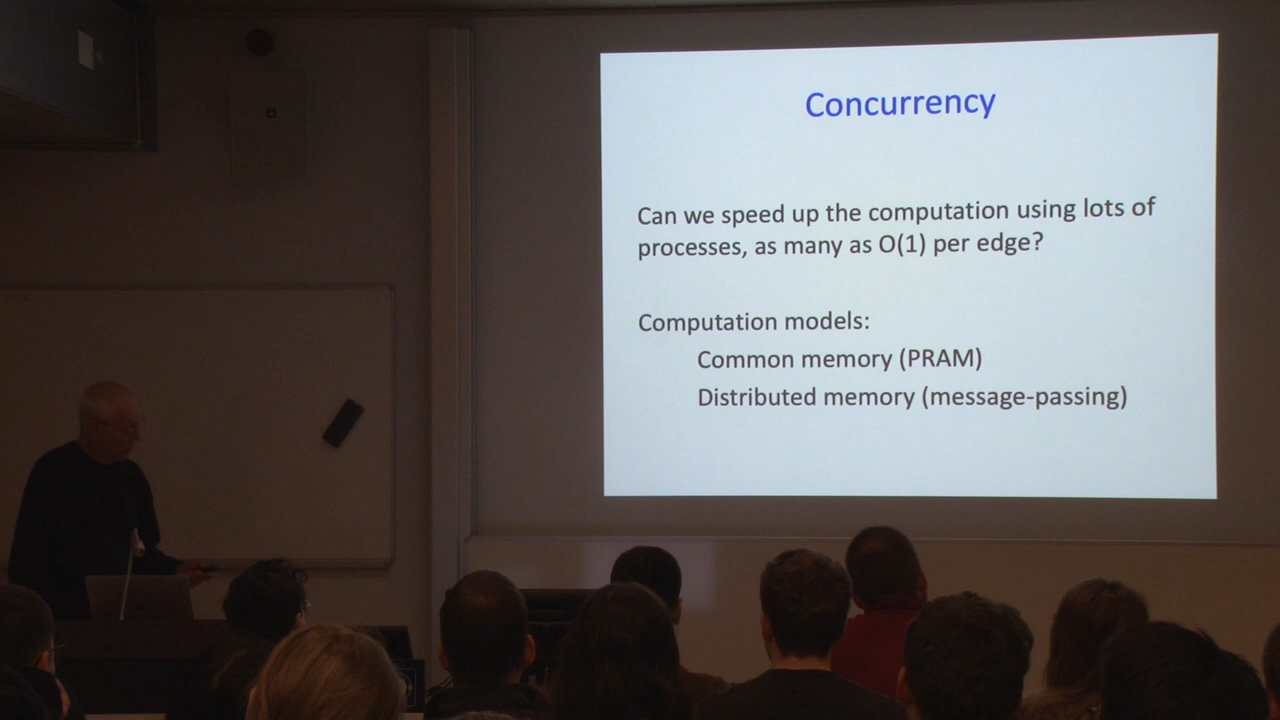 Concurrency
Can we speed up the computation using lots of
processes, as many as O(1) per edge?
Computation models:
Common memory (PRAM)
Distributed memory (message-passing)